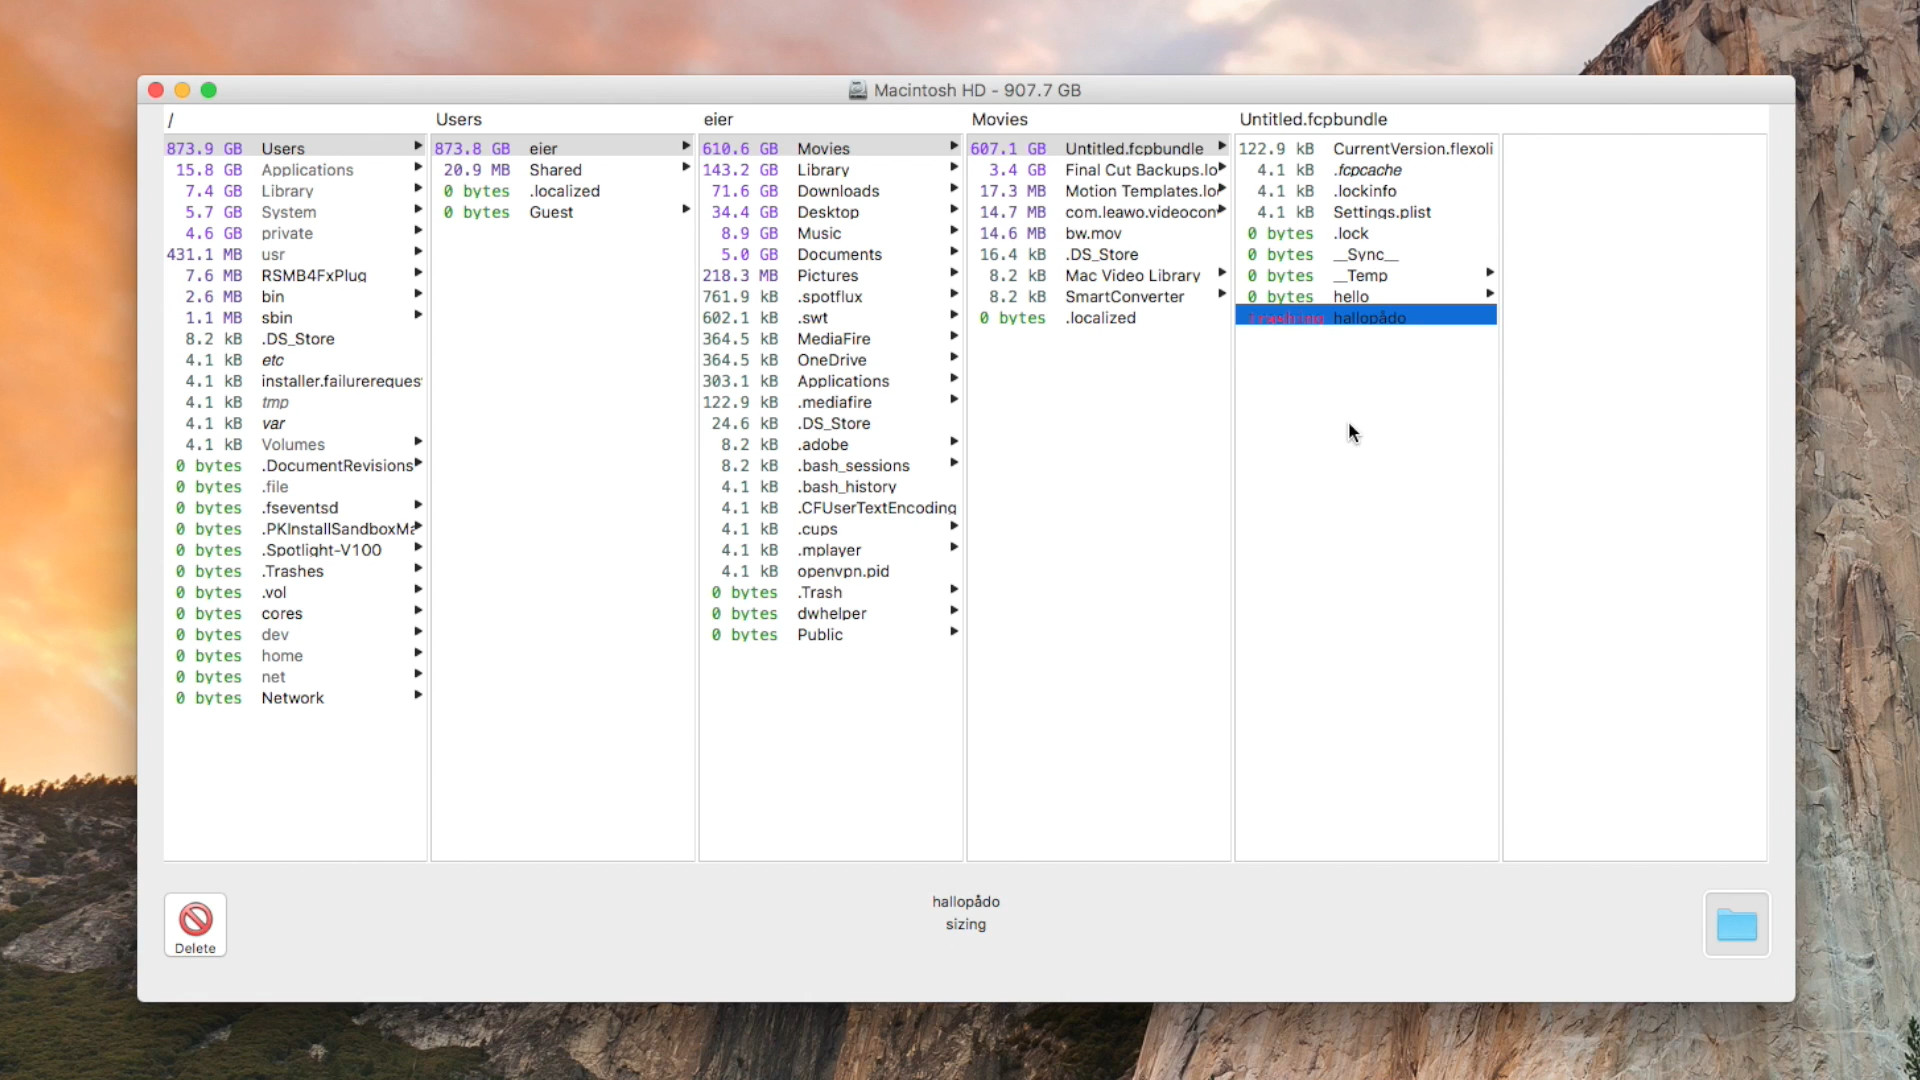 Macintosh HD - 907.7 GB
/
873.9 GB Users
15.8 GB Applications
7.4 GB Library
5.7 GB System
4.6 GB private
431.1 MB usr
7.6 MB RSMB4FxPlug
2.6 MB bin
1.1 MB sbin
8.2 kB .DS_Store
4.1 kB etc
4.1 kB installer.failurereques
4.1 kB tmp
4.1 kB var
4.1 kB Volumes
0 bytes .DocumentRevisions
0 bytes .file
0 bytes .fseventsd
0 bytes .PKInstallSandboxMa
0 bytes .Spotlight-V100
0 bytes .Trashes
0 bytes .vol
0 bytes cores
0 bytes dev
0 bytes home
0 bytes net
0 bytes Network
Users
873.8 GB eier
20.9 MB Shared
0 bytes .localized
0 bytes Guest
eier
610.6 GB Movies
143.2 GB Library
71.6 GB Downloads
34.4 GB Desktop
8.9 GB Music
5.0 GB Documents
218.3 MB Pictures
761.9 kB .spotflux
602.1 kB .swt
364.5 kB MediaFire
364.5 kB OneDrive
303.1 kB Applications
122.9 kB .mediafire
24.6 kB .DS_Store
8.2 kB .adobe
8.2 kB .bash_sessions
4.1 kB .bash_history
4.1 kB .CFUserTextEncoding
4.1 kB .cups
4.1 kB .mplayer
4.1 kB openvpn.pid
0 bytes .Trash
0 bytes dwhelper
0 bytes Public
Movies
607.1 GB Untitled.fcpbundle
3.4 GB Final Cut Backups.lo
17.3 MB Motion Templates.lo
14.7 MB com.leawo.videocon
14.6 MB bw.mov
16.4 kB .DS_Store
8.2 kB Mac Video Library
8.2 kB SmartConverter
0 bytes .localized
Untitled.fcpbundle
122.9 kB CurrentVersion.flexoli
4.1 kB .fcpcache
4.1 kB .lockinfo
4.1 kB Settings.plist
0 bytes .lock
0 bytes __Sync__
0 bytes __Temp
0 bytes hello
hallopådo
Delete
hallopådo
sizing